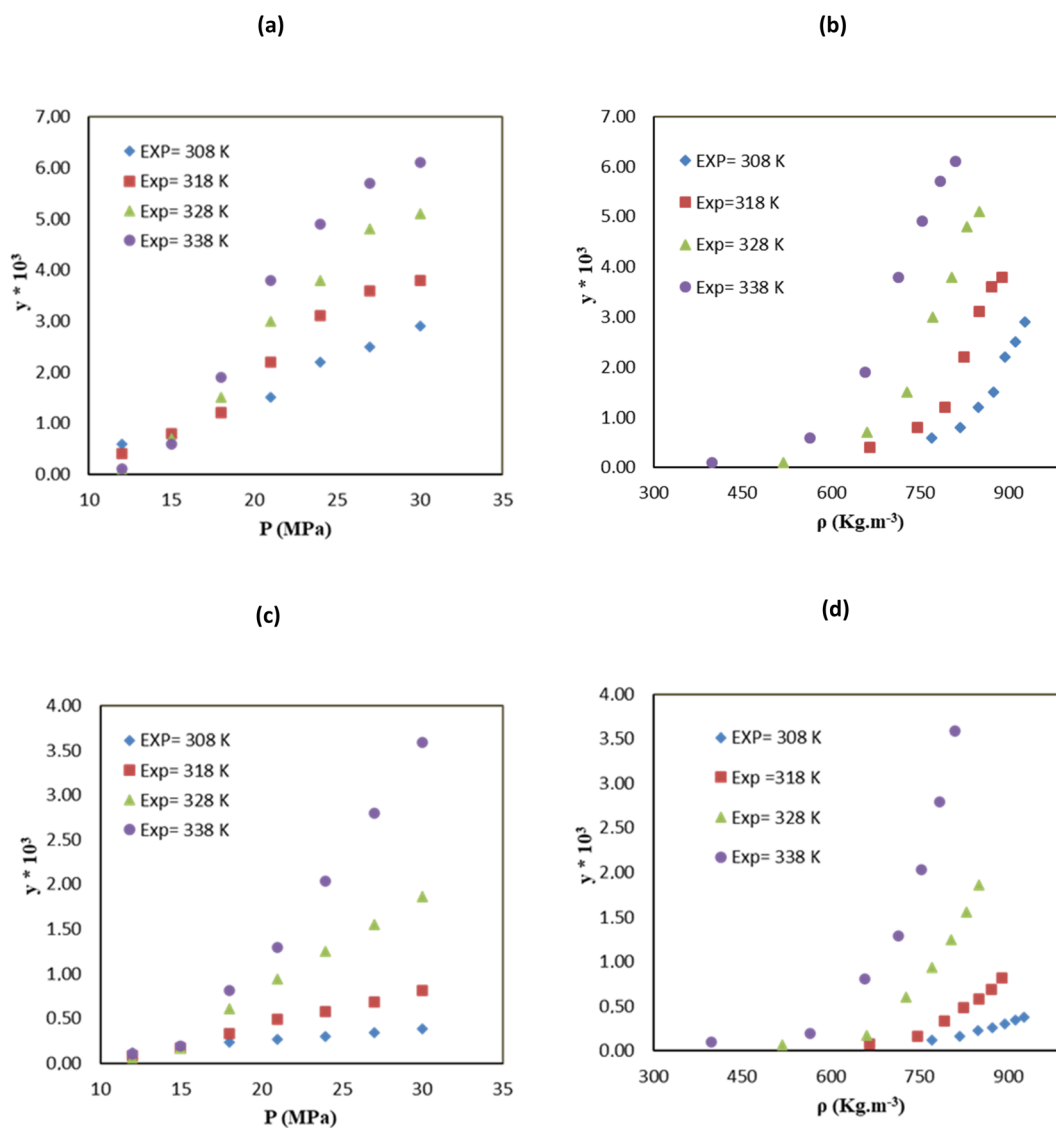 (a)
7,00
6.00
5.00
4.00
3.00
2.00
1.00
0.00
10 15 20 25 30 35
y * 10³
P (MPa)
EXP= 308 K
Exp= 318 K
Exp= 328 K
Exp= 338 K
(b)
7.00
6.00
5.00
4.00
3.00
2.00
1.00
0.00
300 450 600 750 900
y * 10³
ρ (Kg.m⁻³)
EXP= 308 K
Exp=318 K
Exp= 328 K
Exp= 338 K
(c)
4.00
3.50
3.00
2.50
2.00
1.50
1.00
0.50
0.00
10 15 20 25 30 35
y * 10³
P (MPa)
EXP= 308 K
Exp= 318 K
Exp= 328 K
Exp= 338 K
(d)
4.00
3.50
3.00
2.50
2.00
1.50
1.00
0.50
0.00
300 450 600 750 900
y * 10³
ρ (Kg.m⁻³)
EXP= 308 K
Exp =318 K
Exp= 328 K
Exp= 338 K